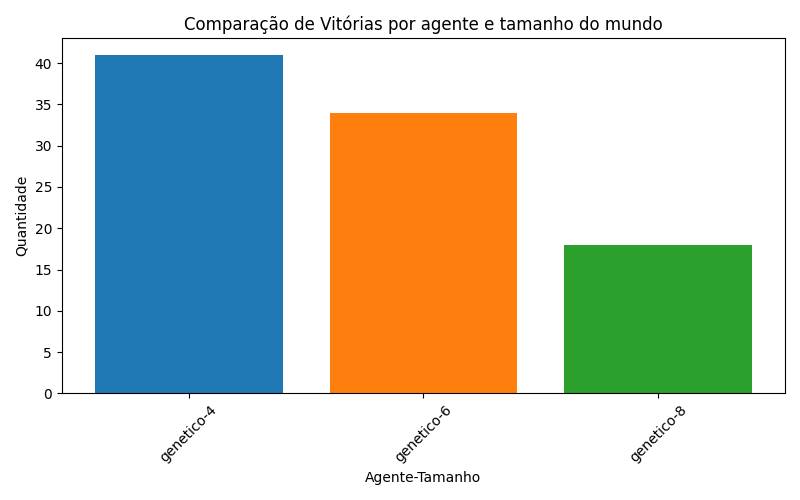 Comparação de Vitórias por agente e tamanho do mundo
Quantidade
40
35
30
25
20
15
10
5
0
genetico-4
genetico-6
genetico-8
Agente-Tamanho